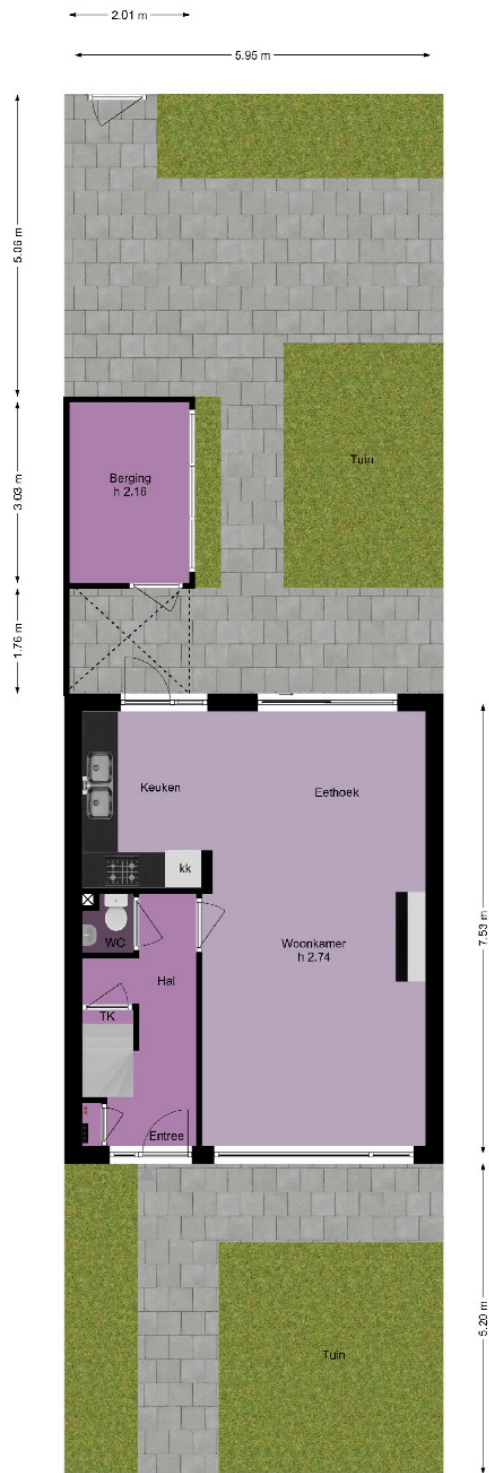 2.01 m
5.95 m
5.06 m
3.03 m
1.76 m
Tuin
Berging
h 2.16
Keuken
Eethoek
kk
WC
Hal
Woonkamer
h 2.74
TK
Entree
7.53 m
5.20 m
Tuin